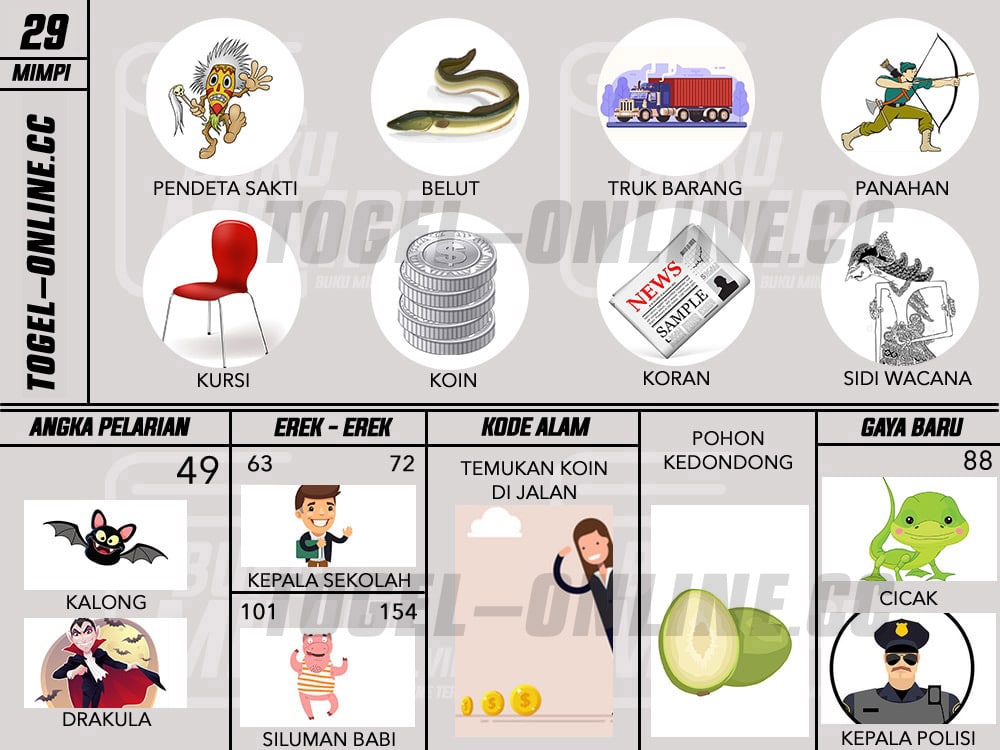 29
MIMPI
TOGEL-ONLINE.CC
PENDETA SAKTI
BELUT
TRUK BARANG
PANAHAN
TOGEL-ONLINE.CC
KURSI
KOIN
NEWS
SAMPLE
KORAN
SIDI WACANA
ANGKA PELARIAN
49
KALONG
DRAKULA
EREK - EREK
63 72
KEPALA SEKOLAH
101 154
SILUMAN BABI
KODE ALAM
TEMUKAN KOIN
DI JALAN
POHON
KEDONDONG
GAYA BARU
88
CICAK
KEPALA POLISI
TOGEL-ONLINE.CC